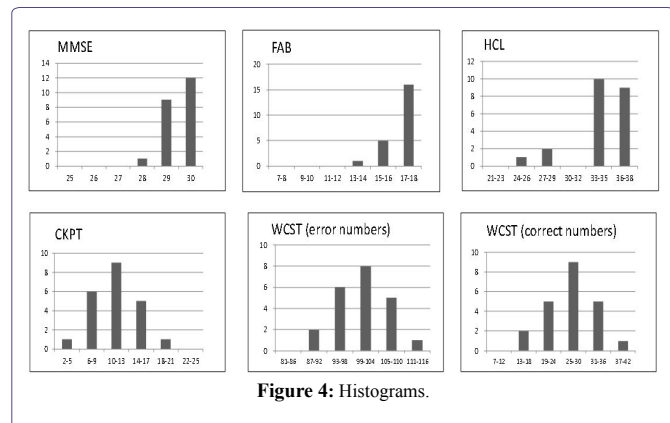 MMSE
14
12
10
8
6
4
2
0
25 26 27 28 29 30
FAB
20
15
10
5
0
7-8 9-10 11-12 13-14 15-16 17-18
HCL
12
10
8
6
4
2
0
21-23 24-26 27-29 30-32 33-35 36-38
CKPT
10
8
6
4
2
0
2-5 6-9 10-13 14-17 18-21 22-25
WCST (error numbers)
10
8
6
4
2
0
81-86 87-92 93-98 99-104 105-110 111-116
WCST (correct numbers)
10
8
6
4
2
0
7-12 13-18 19-24 25-30 31-36 37-42
Figure 4: Histograms.